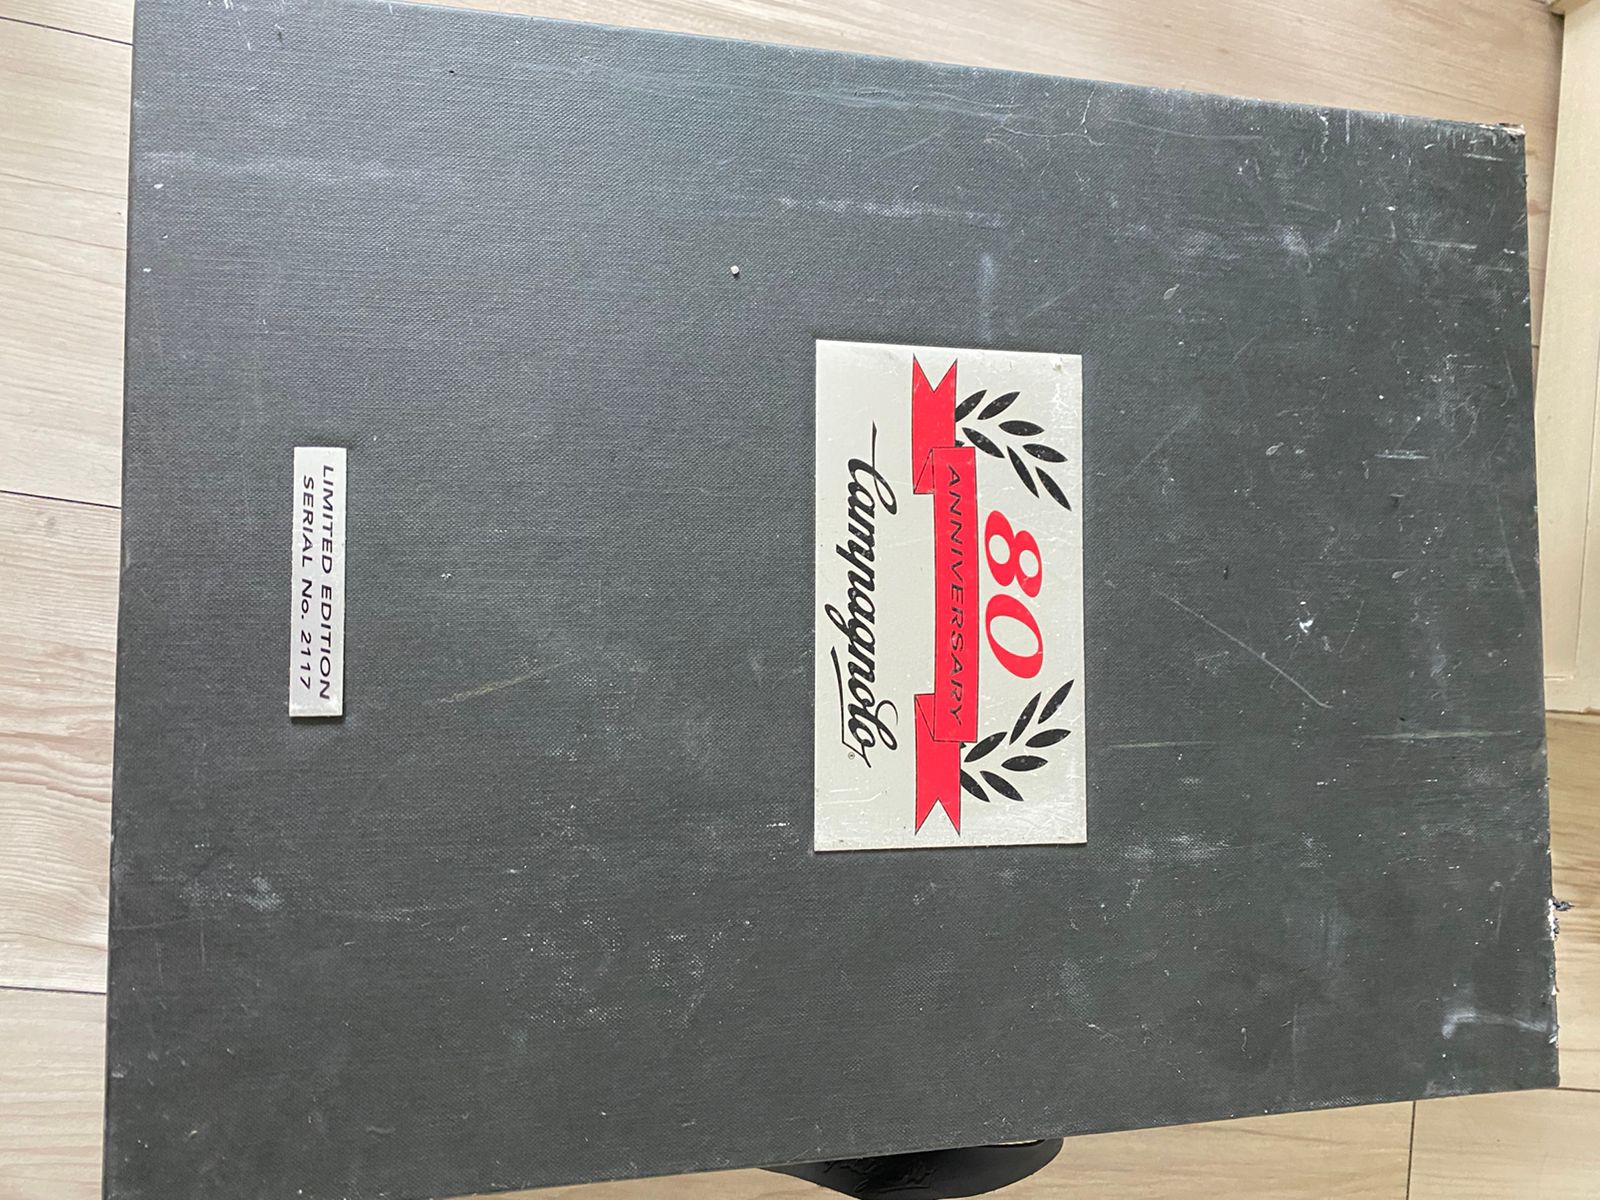 80
ANNIVERSARY
Campagnolo®
LIMITED EDITION
SERIAL No. 2117